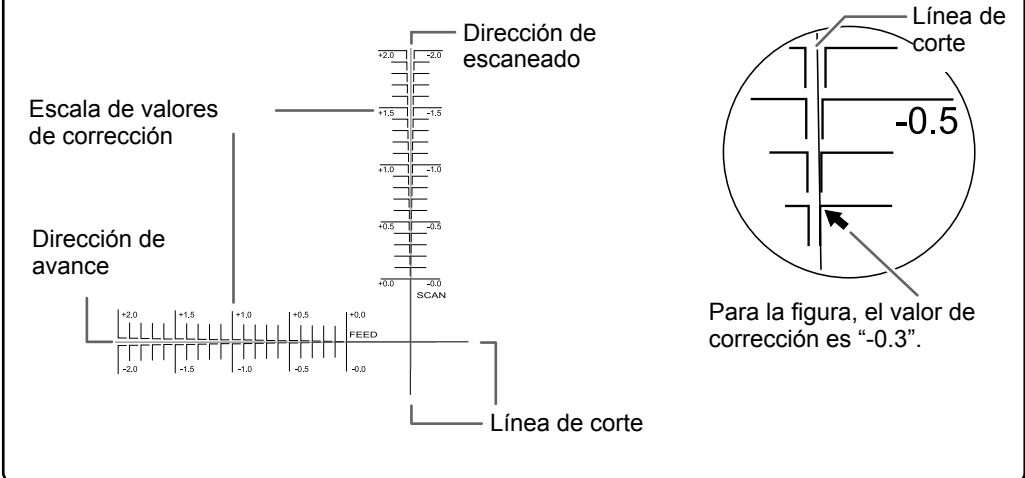 Dirección de
escaneado
Escala de valores
de corrección
Dirección de
avance
+2.0 -2.0
+1.5 -1.5
+1.0 -1.0
+0.5 -0.5
+0.0 -0.0
SCAN
+2.0 +1.5 +1.0 +0.5 +0.0
FEED
-2.0 -1.5 -1.0 -0.5 -0.0
Línea de corte
Línea de
corte
-0.5
Para la figura, el valor de
corrección es “-0.3”.